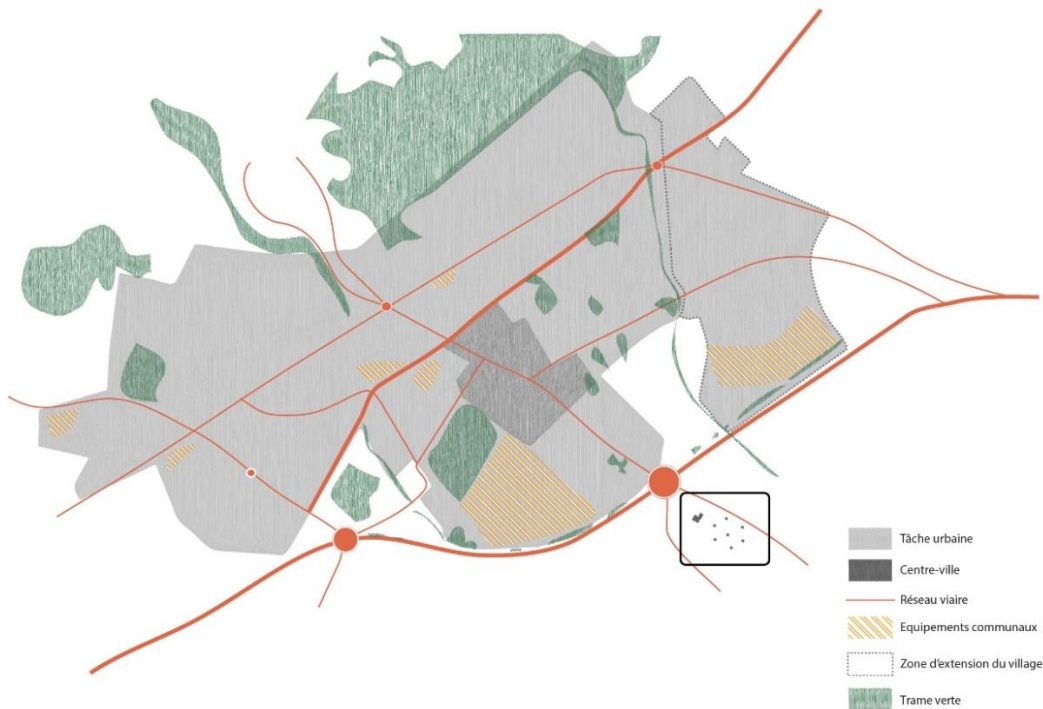 Tâche urbaine
Centre-ville
Réseau viaire
Equipements communaux
Zone d'extension du village
Trame verte